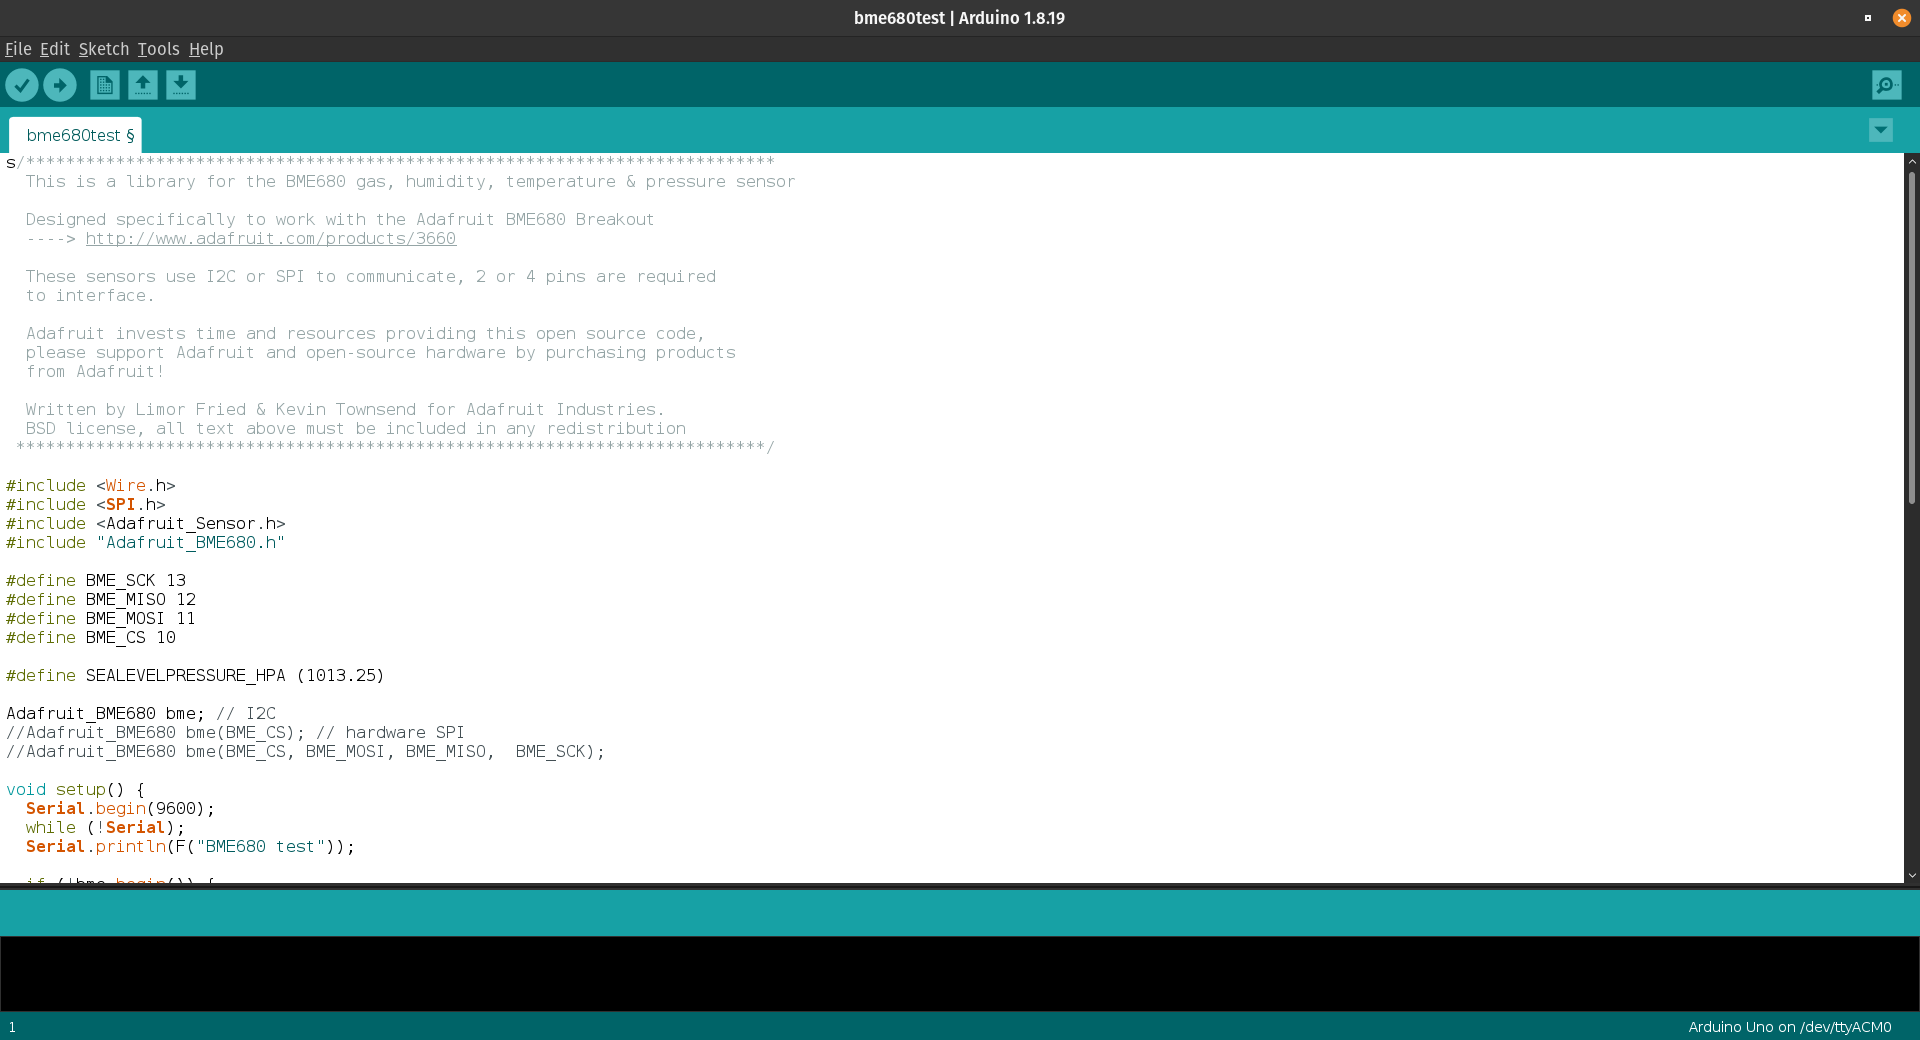 bme680test | Arduino 1.8.19
File Edit Sketch Tools Help
bme680test §
s/***************************************************************************
This is a library for the BME680 gas, humidity, temperature & pressure sensor
Designed specifically to work with the Adafruit BME680 Breakout
----> http://www.adafruit.com/products/3660
These sensors use I2C or SPI to communicate, 2 or 4 pins are required
to interface.
Adafruit invests time and resources providing this open source code,
please support Adafruit and open-source hardware by purchasing products
from Adafruit!
Written by Limor Fried & Kevin Townsend for Adafruit Industries.
BSD license, all text above must be included in any redistribution
***************************************************************************/
#include <Wire.h>
#include <SPI.h>
#include <Adafruit_Sensor.h>
#include "Adafruit_BME680.h"
#define BME_SCK 13
#define BME_MISO 12
#define BME_MOSI 11
#define BME_CS 10
#define SEALEVELPRESSURE_HPA (1013.25)
Adafruit_BME680 bme; // I2C
//Adafruit_BME680 bme(BME_CS); // hardware SPI
//Adafruit_BME680 bme(BME_CS, BME_MOSI, BME_MISO,  BME_SCK);
void setup() {
Serial.begin(9600);
while (!Serial);
Serial.println(F("BME680 test"));
if (!bme.begin()) {
1
Arduino Uno on /dev/ttyACM0